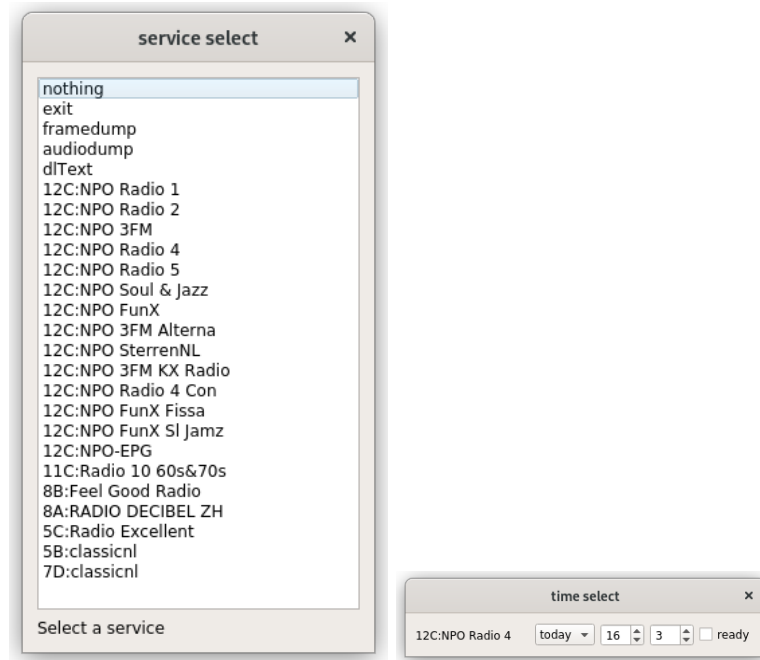 service select
nothing
exit
framedump
audiodump
dlText
12C:NPO Radio 1
12C:NPO Radio 2
12C:NPO 3FM
12C:NPO Radio 4
12C:NPO Radio 5
12C:NPO Soul & Jazz
12C:NPO FunX
12C:NPO 3FM Alterna
12C:NPO SterrenNL
12C:NPO 3FM KX Radio
12C:NPO Radio 4 Con
12C:NPO FunX Fissa
12C:NPO FunX Sl Jamz
12C:NPO-EPG
11C:Radio 10 60s&70s
8B:Feel Good Radio
8A:RADIO DECIBEL ZH
5C:Radio Excellent
5B:classicnl
7D:classicnl
Select a service
time select
12C:NPO Radio 4 today 16 3 ready